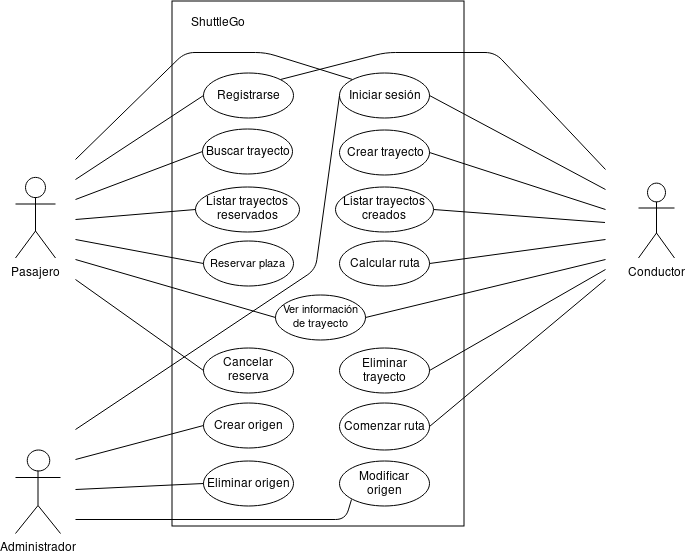 ShuttleGo
Registrarse
Iniciar sesión
Buscar trayecto
Crear trayecto
Listar trayectos
reservados
Listar trayectos
creados
Pasajero
Conductor
Reservar plaza
Calcular ruta
Ver información
de trayecto
Cancelar
reserva
Eliminar
trayecto
Crear origen
Comenzar ruta
Eliminar origen
Modificar
origen
Administrador